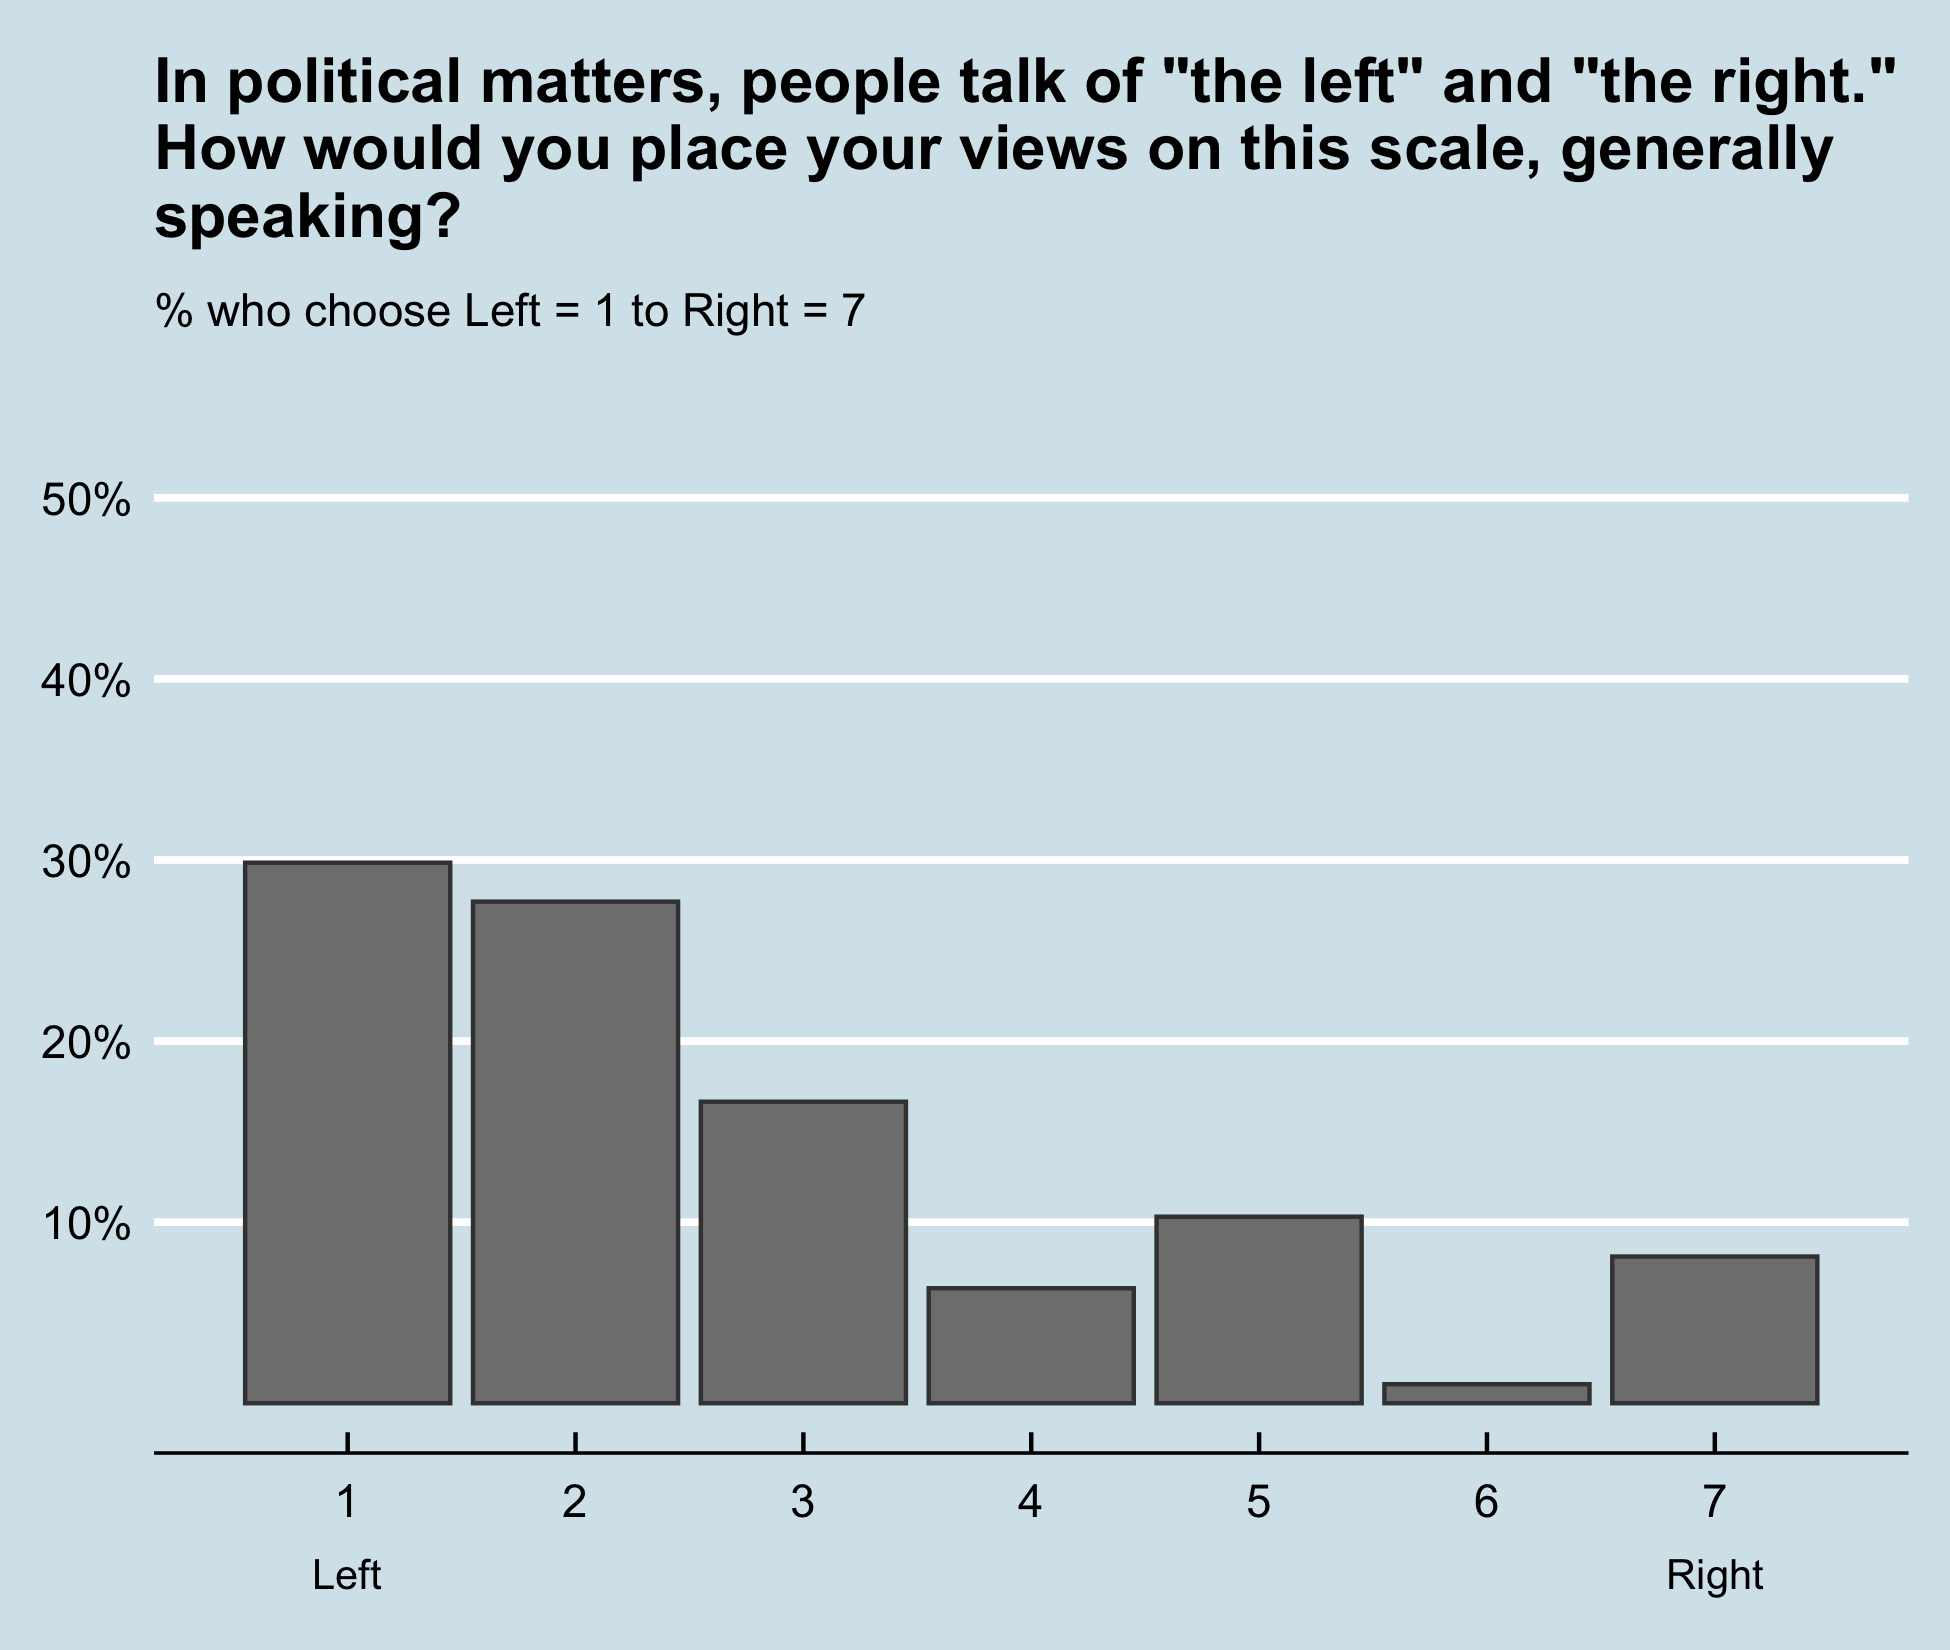 In political matters, people talk of "the left" and "the right."
How would you place your views on this scale, generally
speaking?
% who choose Left = 1 to Right = 7
50%
40%
30%
20%
10%
1 2 3 4 5 6 7
Left Right